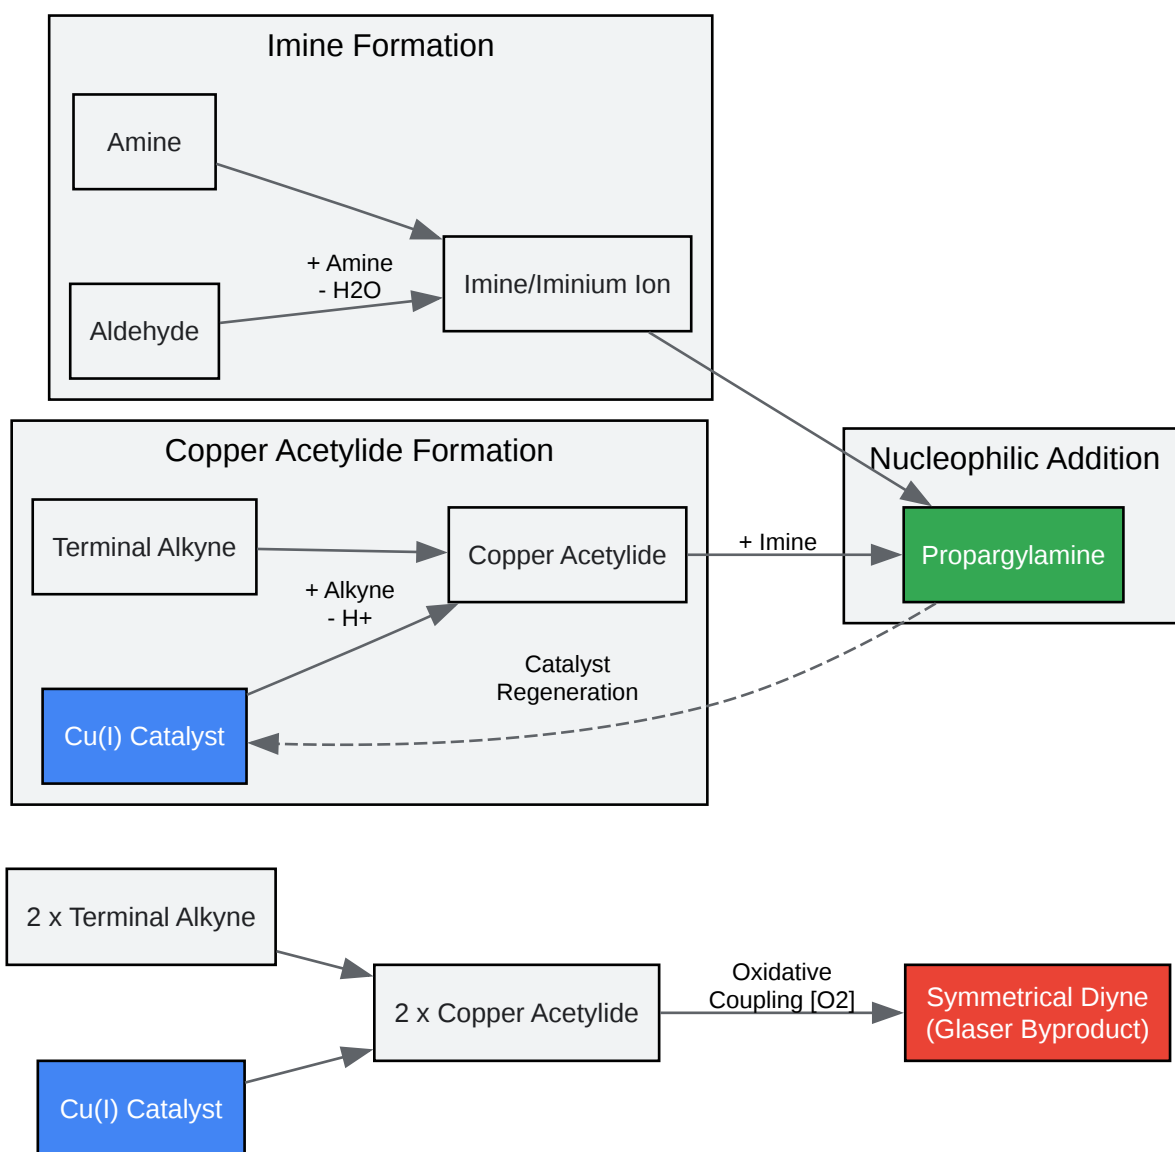 Imine Formation
Amine
+ Amine
- H2O
Imine/Iminium Ion
Aldehyde
Copper Acetylide Formation
Nucleophilic Addition
Terminal Alkyne
Copper Acetylide
+ Imine
Propargylamine
+ Alkyne
- H+
Catalyst
Regeneration
Cu(I) Catalyst
2 x Terminal Alkyne
2 x Copper Acetylide
Oxidative
Coupling [O2]
Symmetrical Diyne
(Glaser Byproduct)
Cu(I) Catalyst